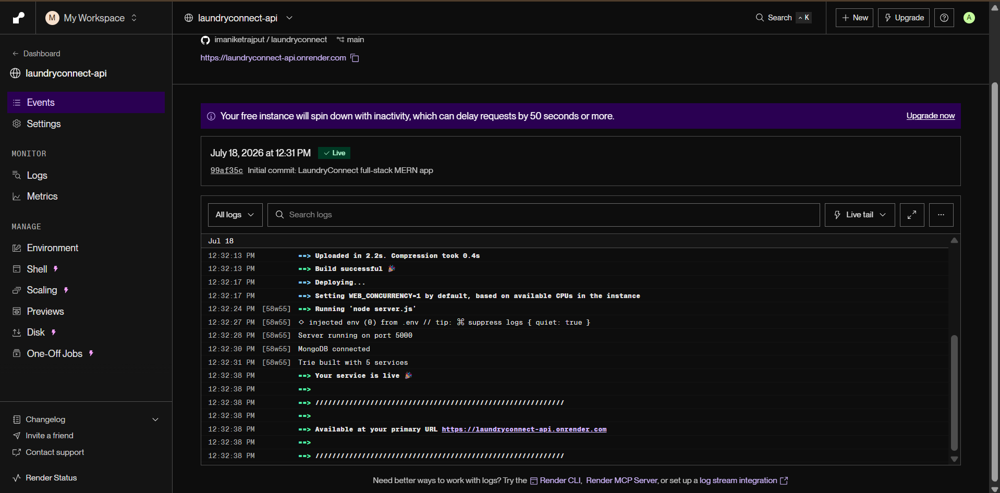 M My Workspace
laundryconnect-api
Search ^ K
+ New
Upgrade
A
← Dashboard
laundryconnect-api
Events
Settings
MONITOR
Logs
Metrics
MANAGE
Environment
Shell
Scaling
Previews
Disk
One-Off Jobs
Changelog
Invite a friend
Contact support
Render Status
imaniketrajput / laundryconnect main
https://laundryconnect-api.onrender.com
Your free instance will spin down with inactivity, which can delay requests by 50 seconds or more. Upgrade now
July 18, 2026 at 12:31 PM ✓ Live
99af35c Initial commit: LaundryConnect full-stack MERN app
All logs Search logs Live tail ...
Jul 18
12:32:13 PM ==> Uploaded in 2.2s. Compression took 0.4s
12:32:13 PM ==> Build successful 🎉
12:32:17 PM ==> Deploying...
12:32:17 PM ==> Setting WEB_CONCURRENCY=1 by default, based on available CPUs in the instance
12:32:24 PM [58w55] ==> Running 'node server.js'
12:32:27 PM [58w55] ◇ injected env (0) from .env // tip: ⌘ suppress logs { quiet: true }
12:32:28 PM [58w55] Server running on port 5000
12:32:30 PM [58w55] MongoDB connected
12:32:31 PM [58w55] Trie built with 5 services
12:32:38 PM ==> Your service is live 🎉
12:32:38 PM ==>
12:32:38 PM ==> ///////////////////////////////////////////////////////////
12:32:38 PM ==>
12:32:38 PM ==> Available at your primary URL https://laundryconnect-api.onrender.com
12:32:38 PM ==>
12:32:38 PM ==> ///////////////////////////////////////////////////////////
Need better ways to work with logs? Try the Render CLI, Render MCP Server, or set up a log stream integration